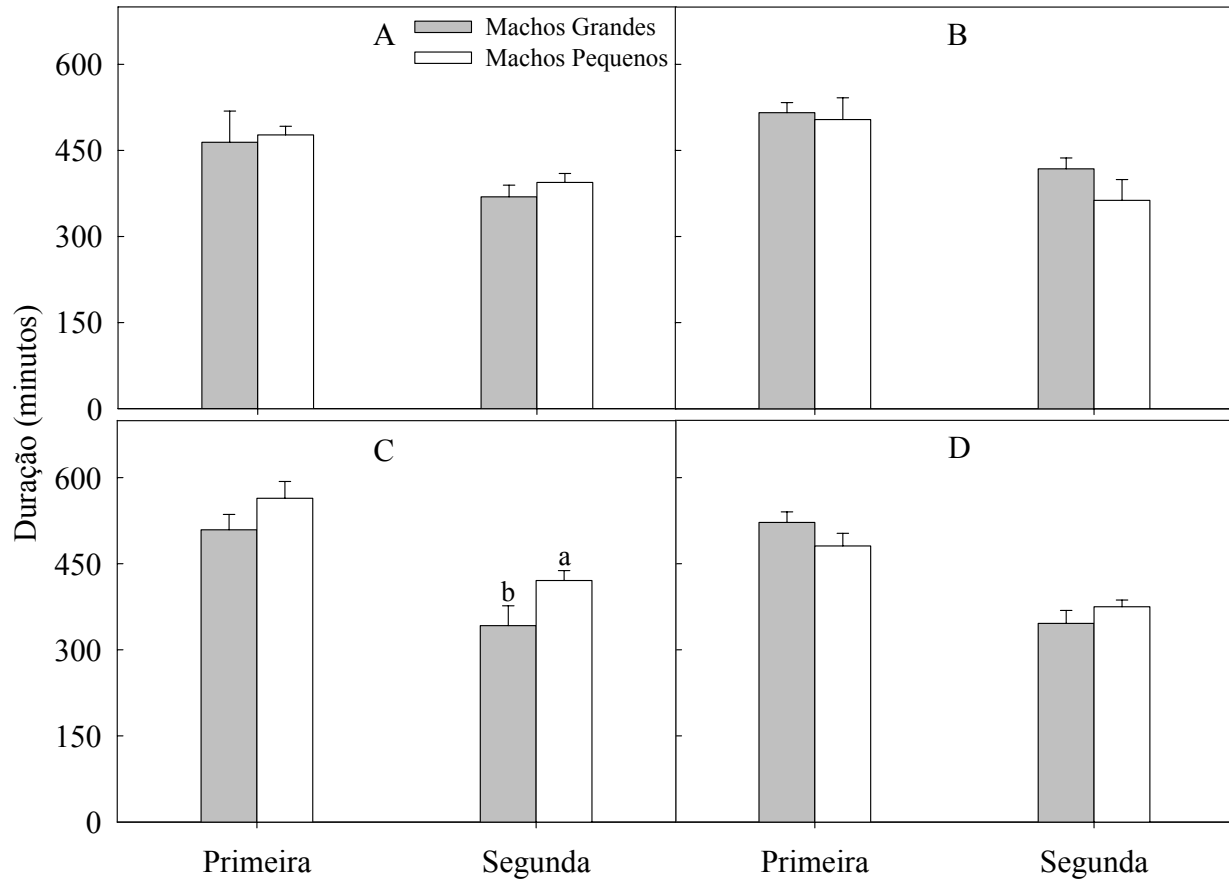 A
Machos Grandes
Machos Pequenos
B
600
450
300
150
0
Duração (minutos)
C
D
600
450
300
150
0
b
a
Primeira
Segunda
Primeira
Segunda